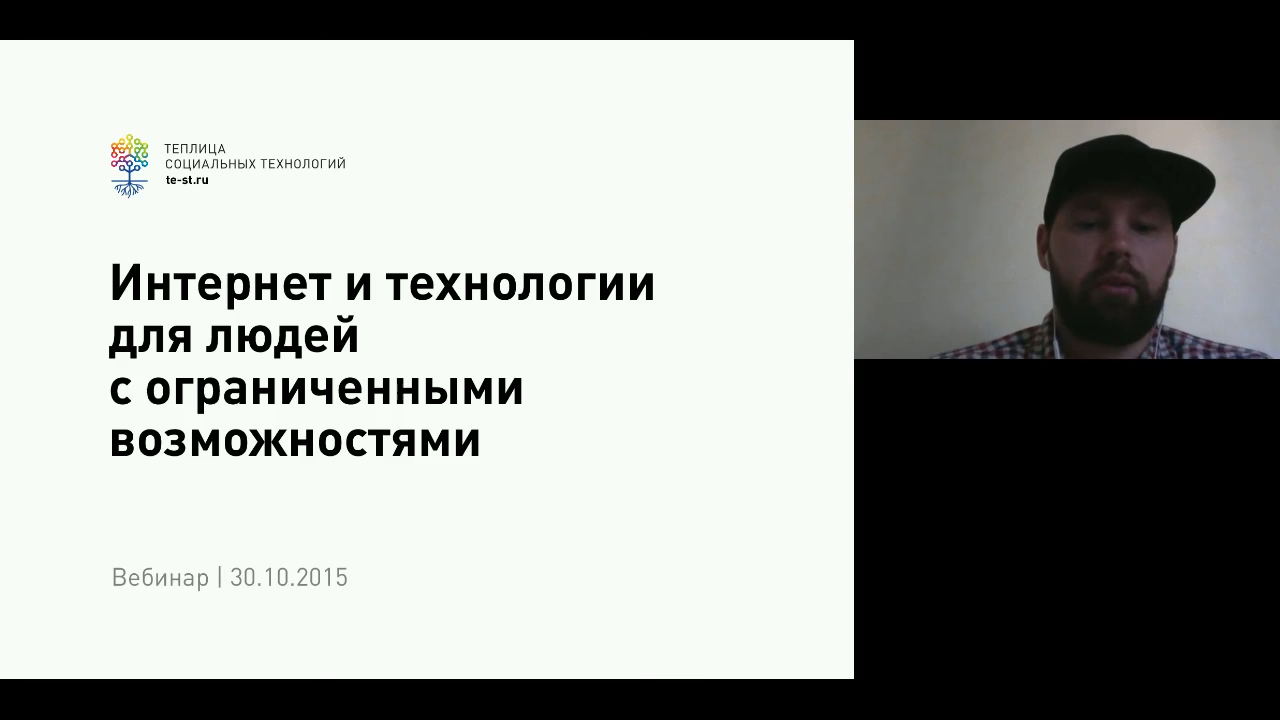 ТЕПЛИЦА
СОЦИАЛЬНЫХ ТЕХНОЛОГИЙ
te-st.ru
Интернет и технологии
для людей
с ограниченными
возможностями
Вебинар | 30.10.2015